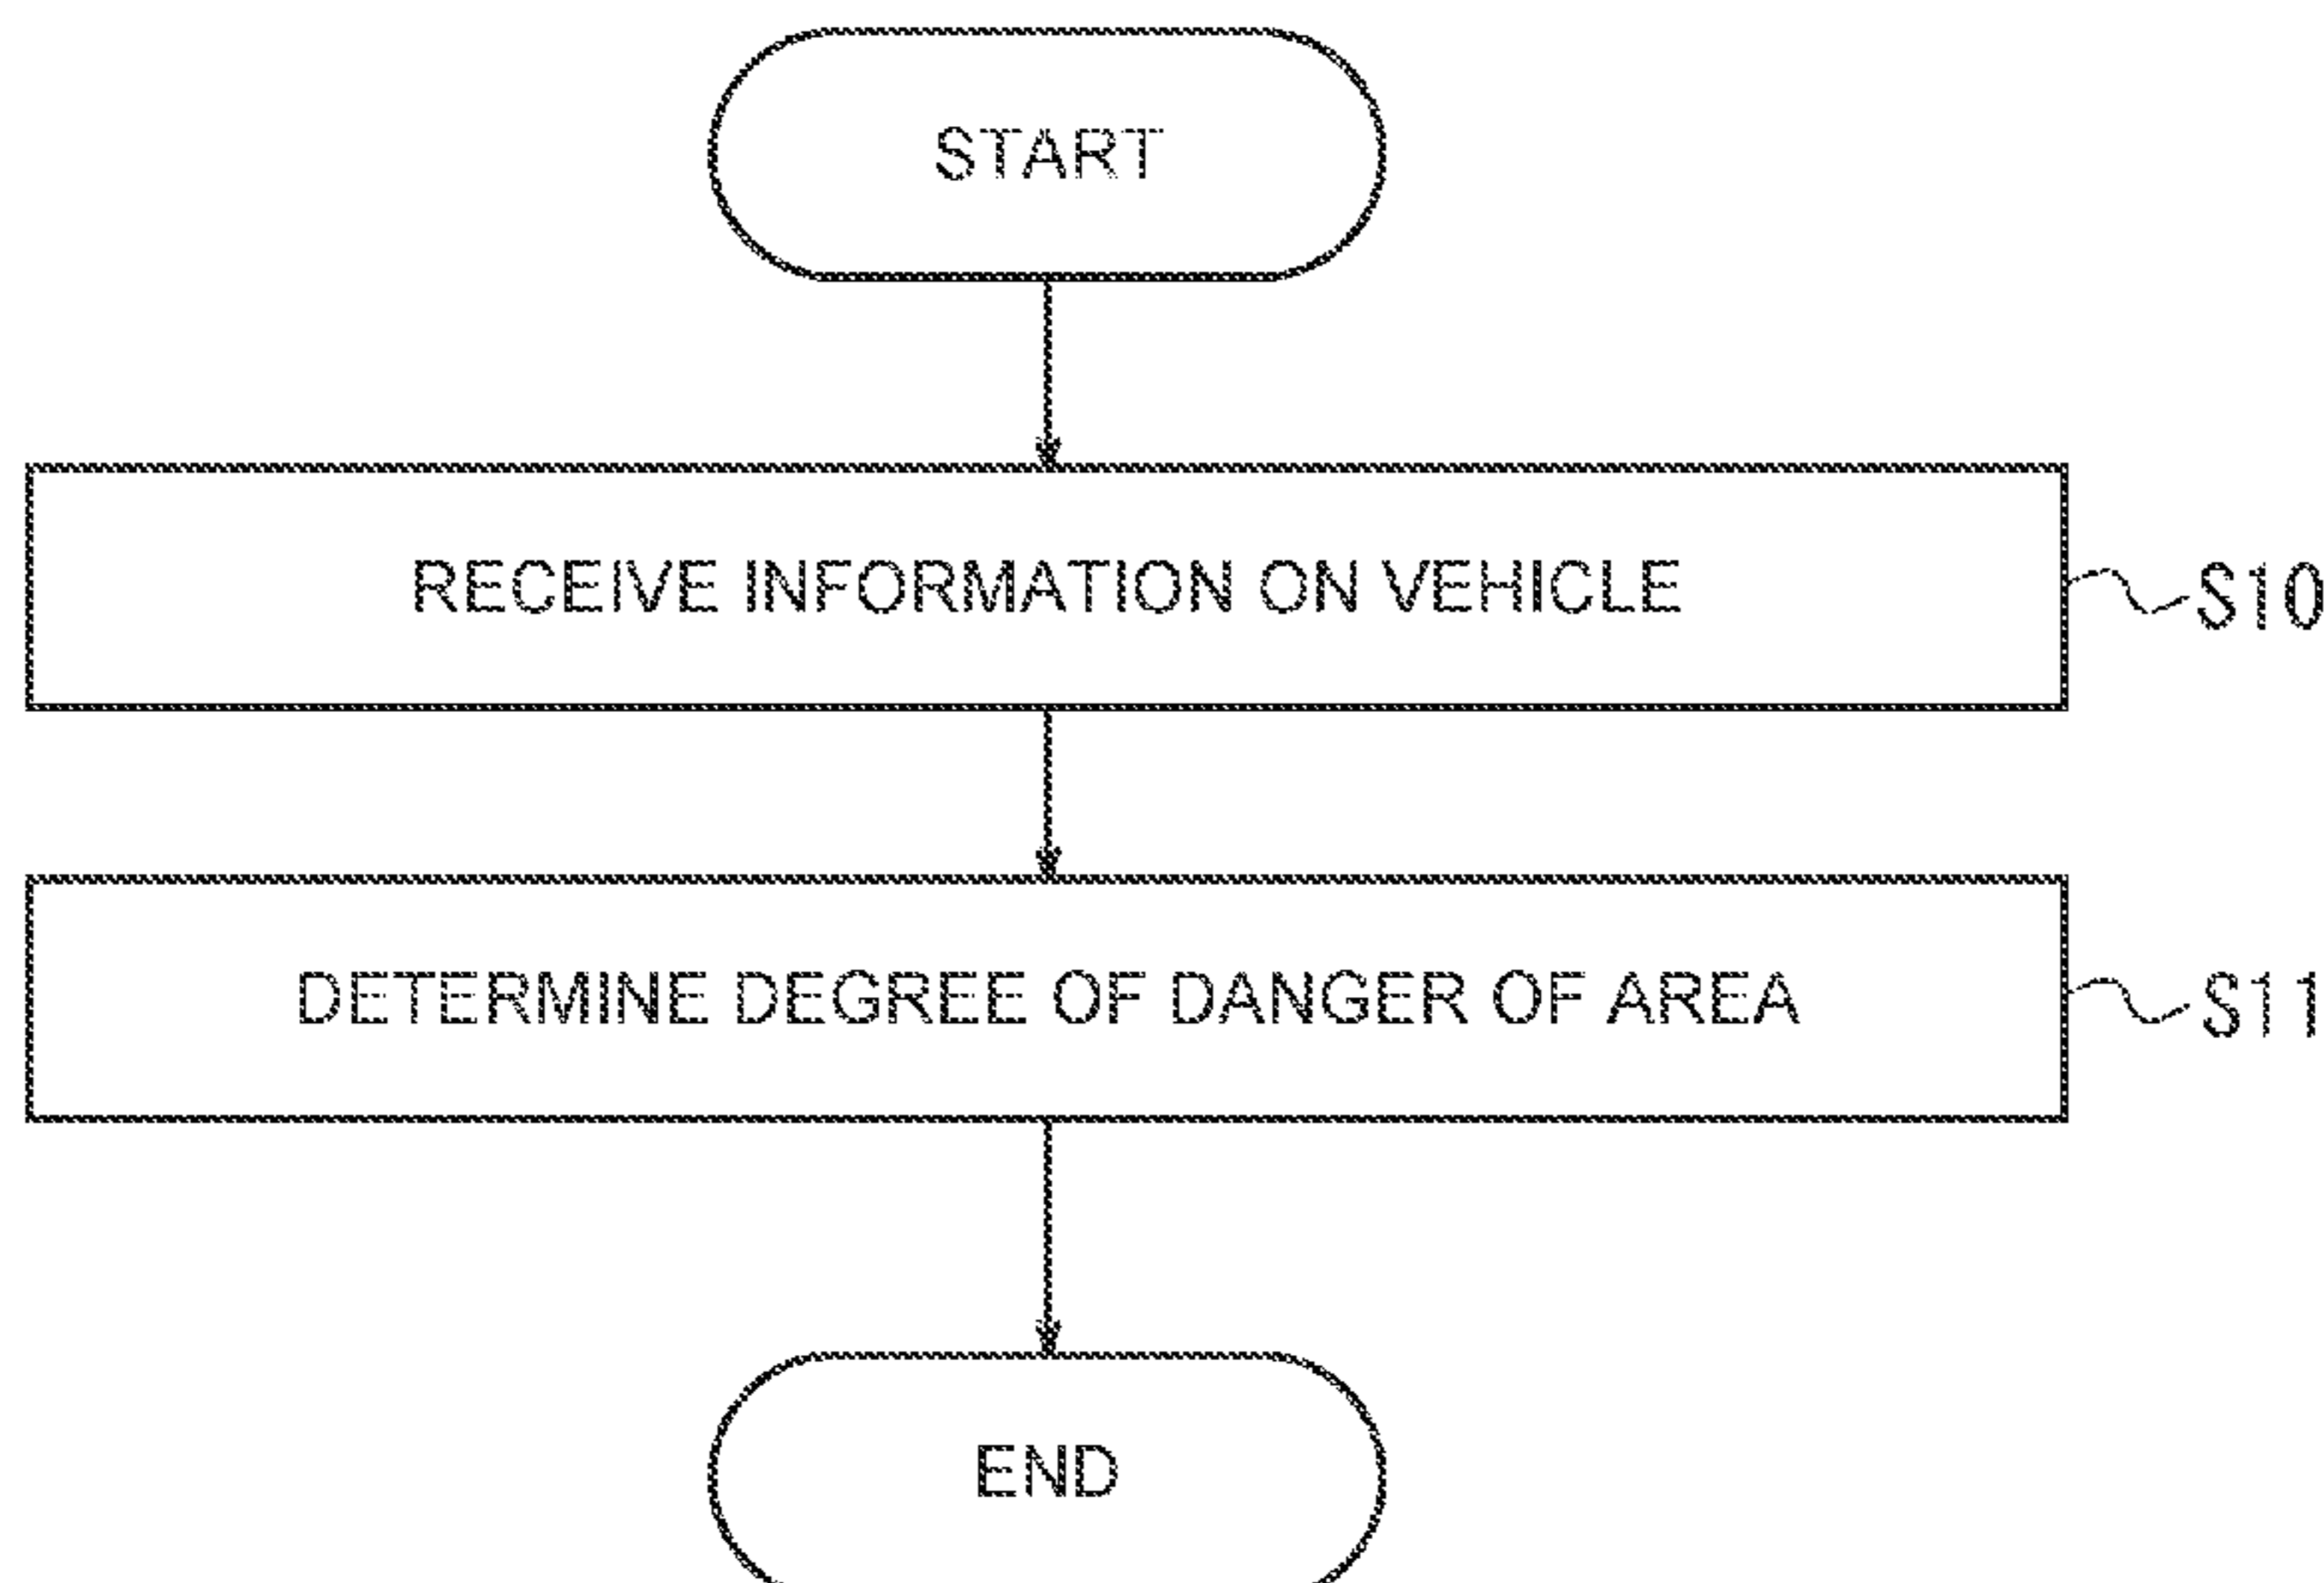 START
RECEIVE INFORMATION ON VEHICLE
S10
DETERMINE DEGREE OF DANGER OF AREA
S11
END